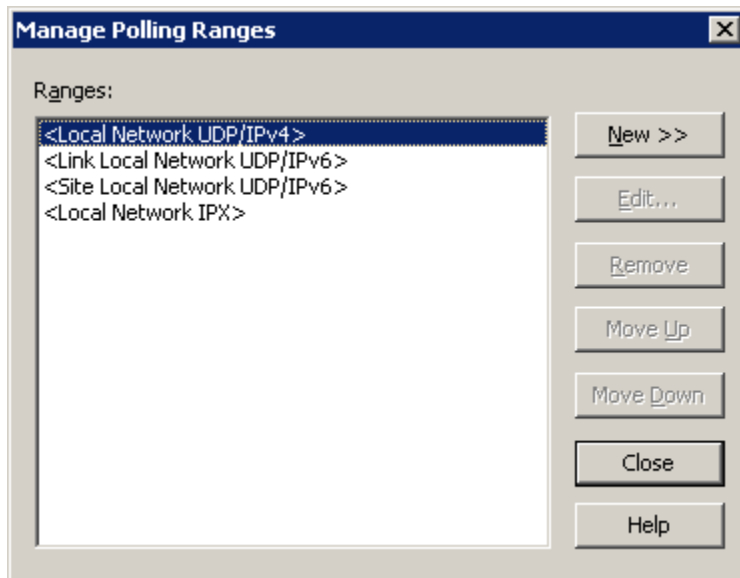 Manage Polling Ranges
Ranges:
<Local Network UDP/IPv4>
<Link Local Network UDP/IPv6>
<Site Local Network UDP/IPv6>
<Local Network IPX>
New >>
Edit...
Remove
Move Up
Move Down
Close
Help